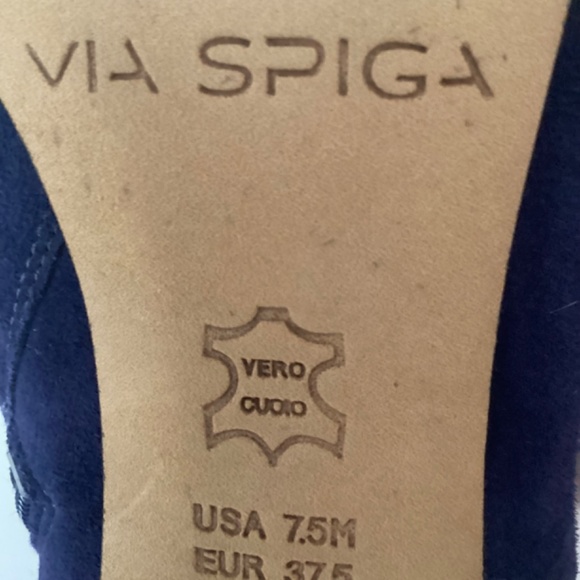 VIA SPIGA
VERO
CUOIO
USA 7.5M
EUR 37.5